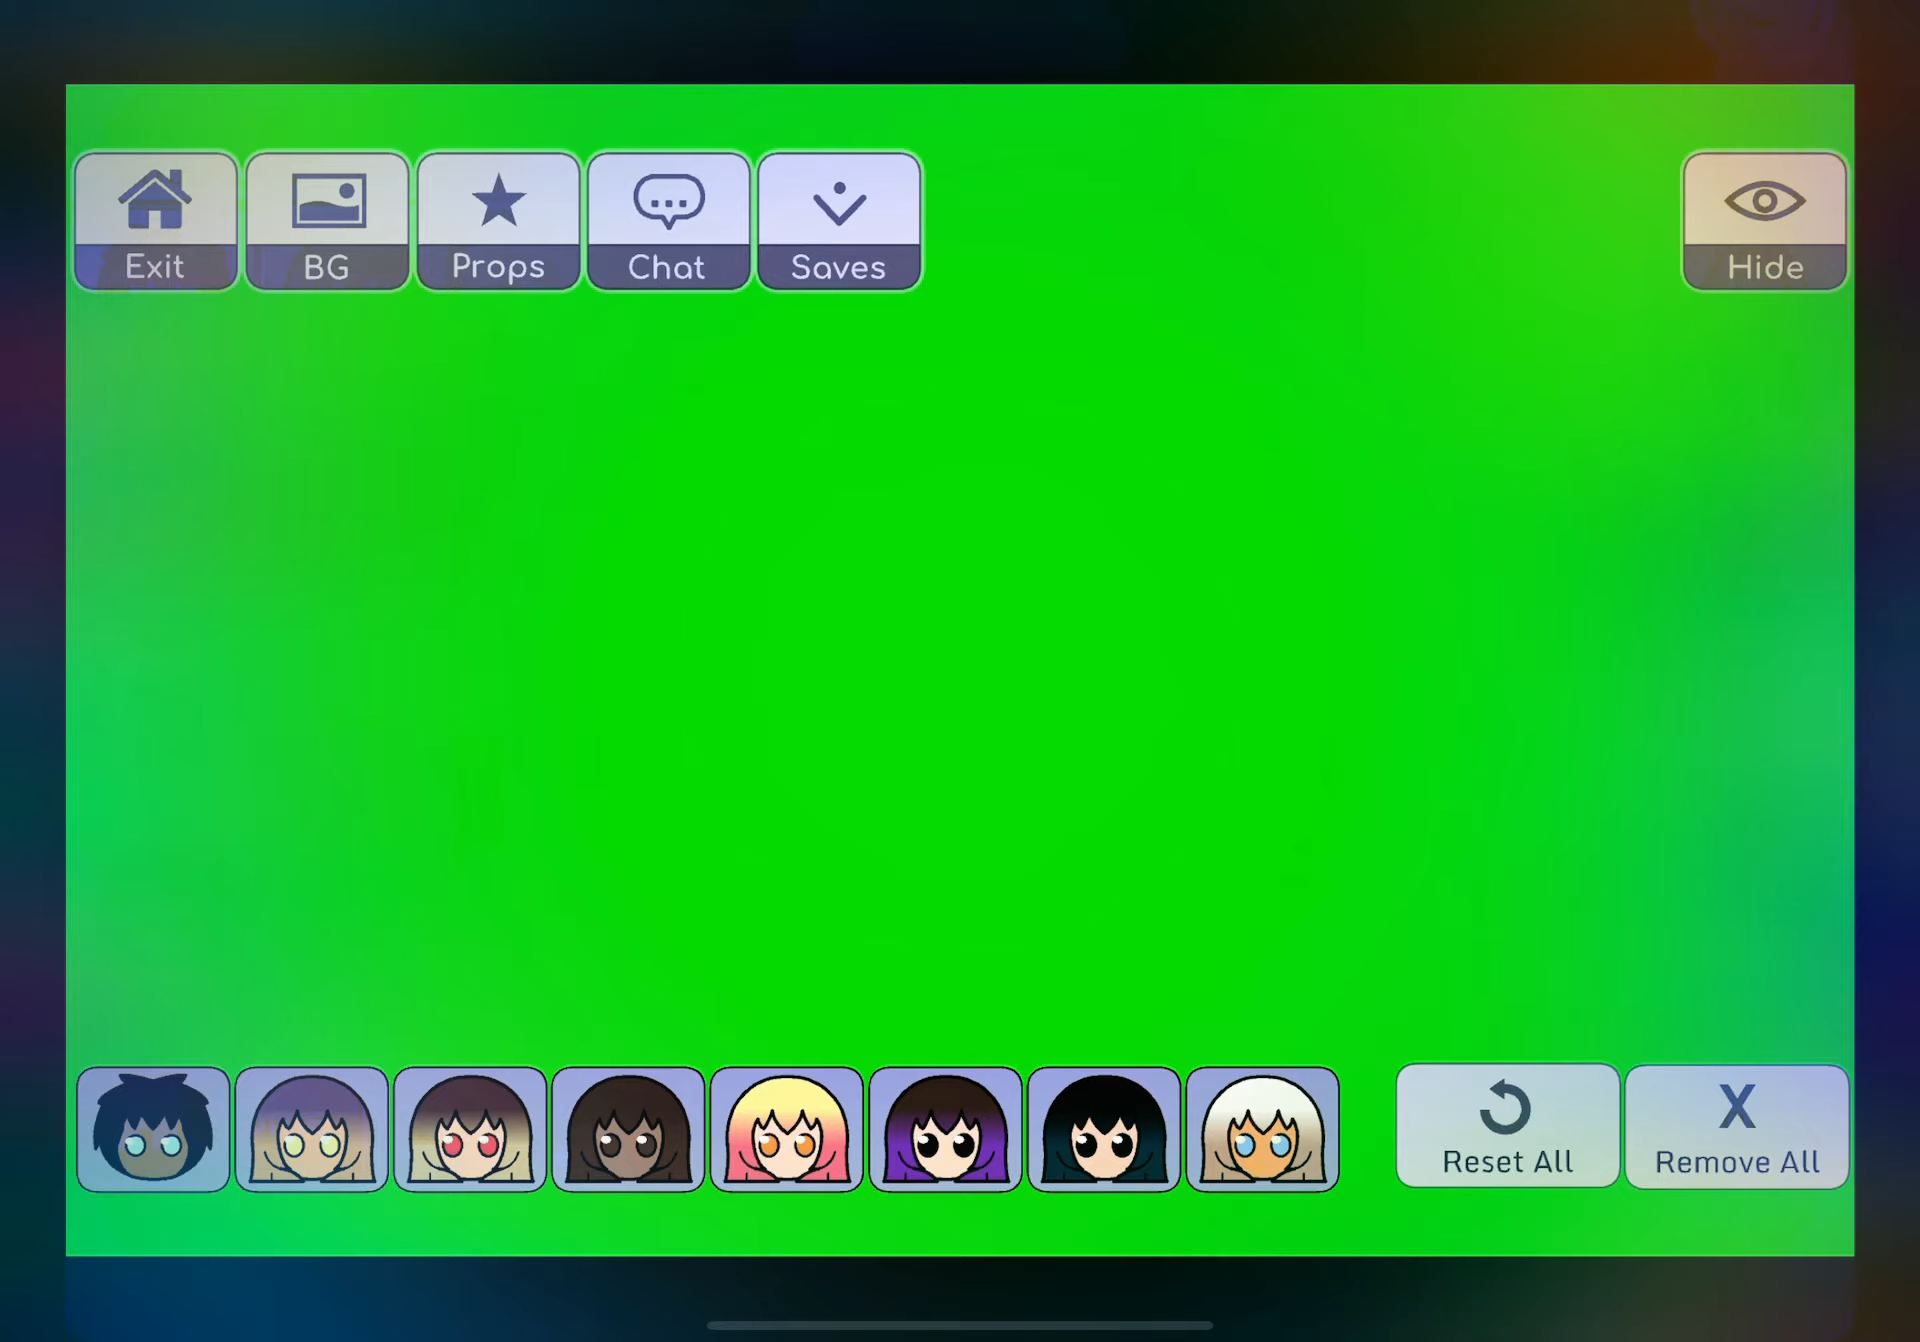 Exit
BG
Props
Chat
Saves
Hide
Reset All
X
Remove All